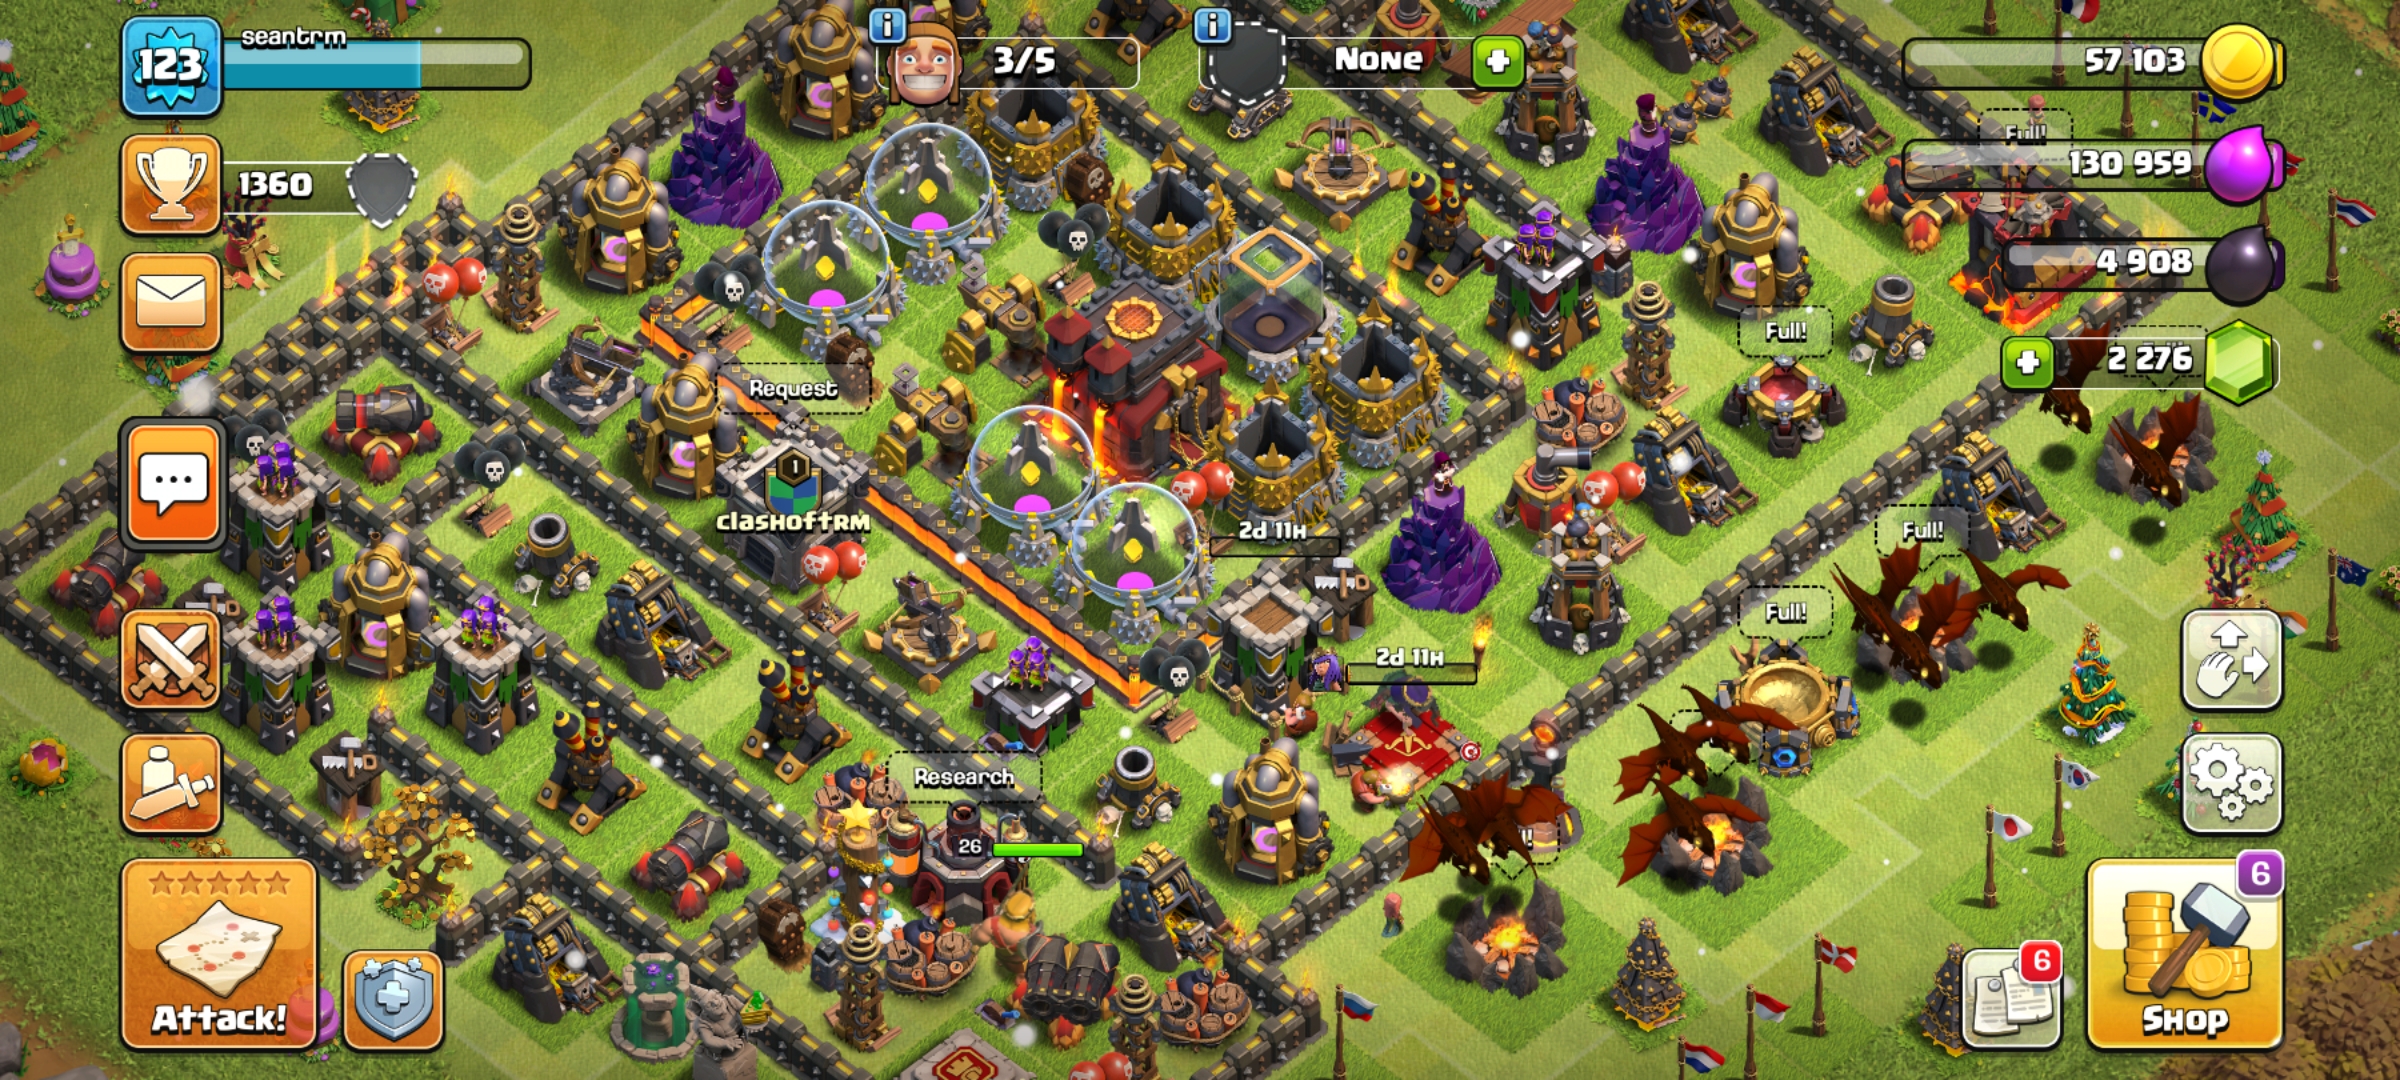 123
seantrm
i
3/5
i
None
57 103
Full!
130 959
1360
4 908
Full!
2 276
Request
1
clashoftrm
2d 11h
Full!
Full!
2d 11h
Research
26
6
6
Attack!
Shop